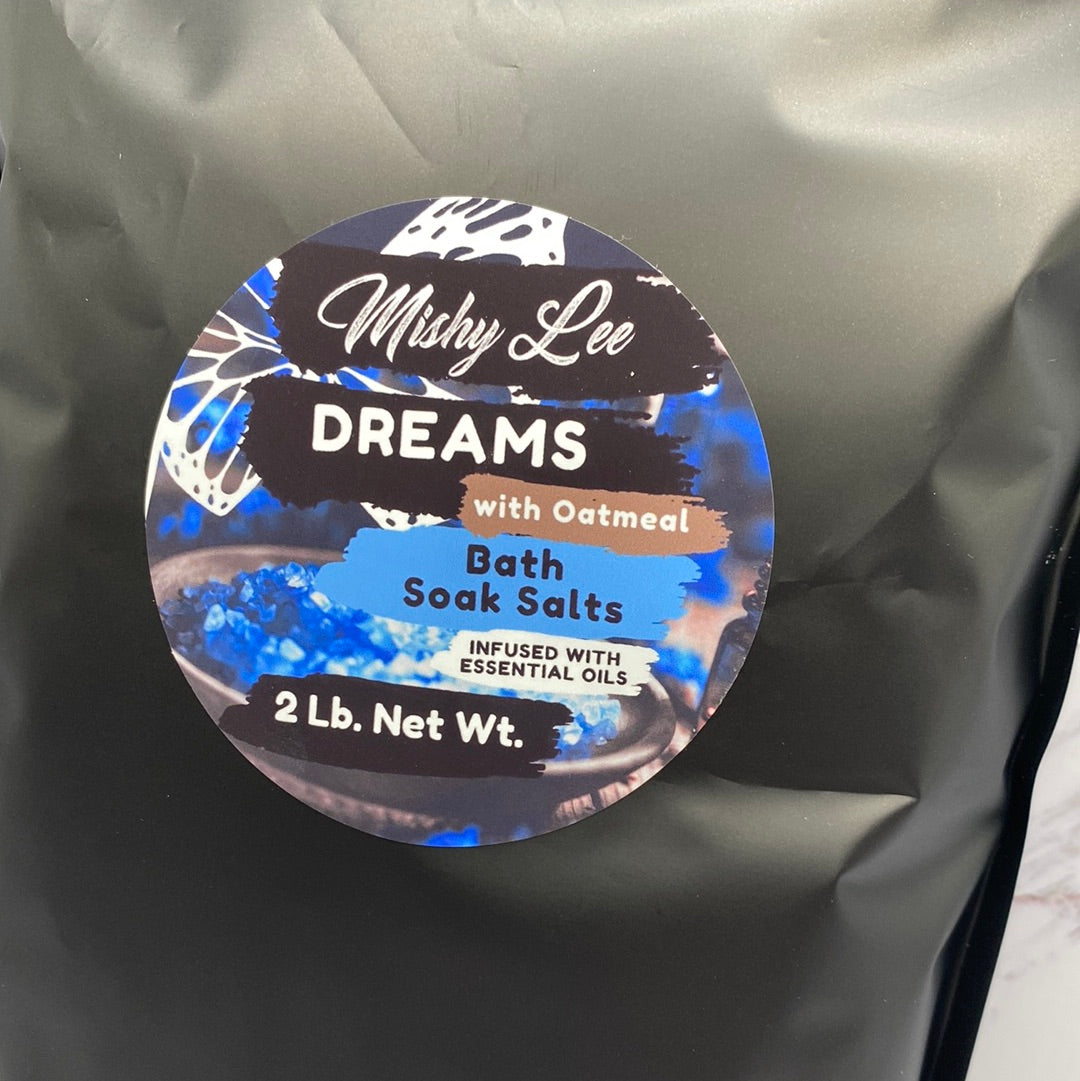 Mishy Lee
DREAMS
with Oatmeal
Bath
Soak Salts
INFUSED WITH
ESSENTIAL OILS
2 Lb. Net Wt.